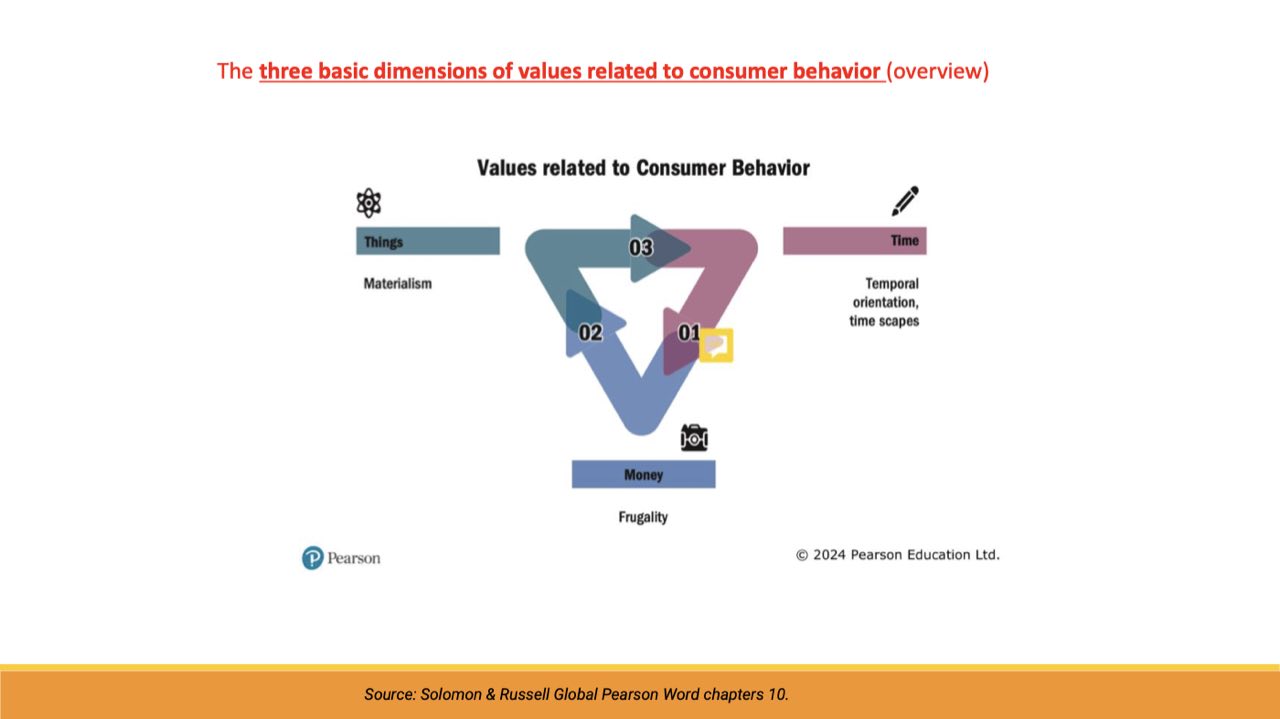 The three basic dimensions of values related to consumer behavior (overview)
Values related to Consumer Behavior
Things
Materialism
03
Time
Temporal
orientation,
time scapes
02
01
Money
Frugality
Pearson
© 2024 Pearson Education Ltd.
Source: Solomon & Russell Global Pearson Word chapters 10.